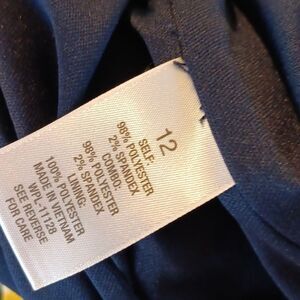 12
SELF:
98% POLYESTER
2% SPANDEX
COMBO:
98% POLYESTER
2% SPANDEX
LINING:
100% POLYESTER
MADE IN VIETNAM
WPL-11128
SEE REVERSE
FOR CARE